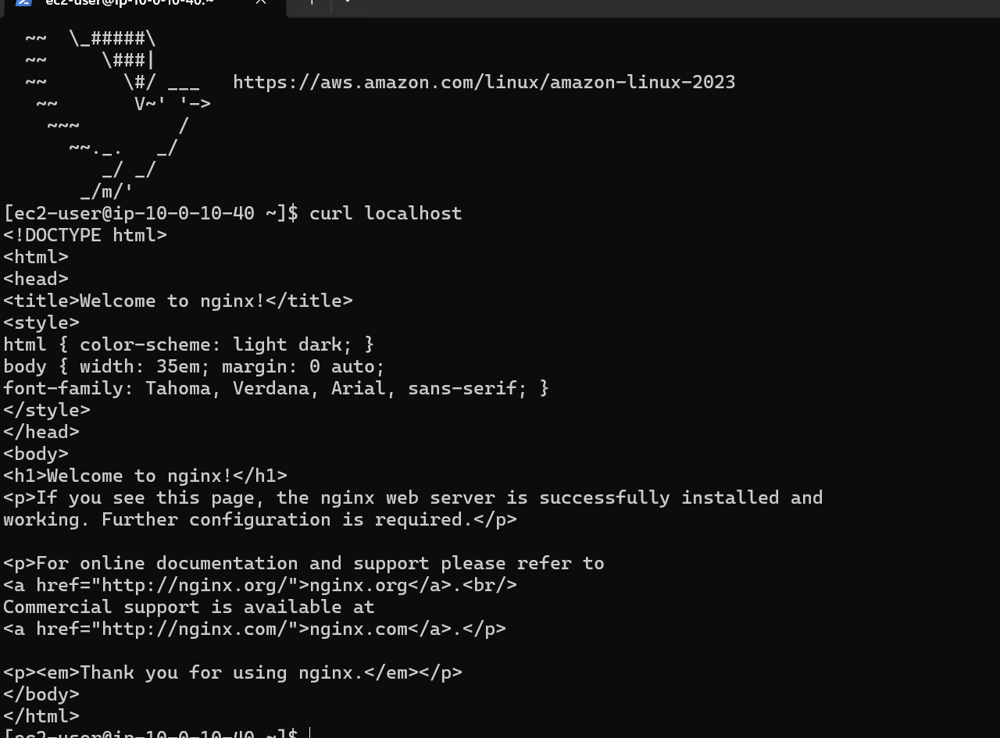 ec2-user@ip-10-0-10-40:~
  ~~  \_#####\
  ~~     \###|
  ~~       \#/ ___   https://aws.amazon.com/linux/amazon-linux-2023
   ~~       V~' '->
    ~~~         /
      ~~._.   _/
         _/ _/
       _/m/'
[ec2-user@ip-10-0-10-40 ~]$ curl localhost
<!DOCTYPE html>
<html>
<head>
<title>Welcome to nginx!</title>
<style>
html { color-scheme: light dark; }
body { width: 35em; margin: 0 auto;
font-family: Tahoma, Verdana, Arial, sans-serif; }
</style>
</head>
<body>
<h1>Welcome to nginx!</h1>
<p>If you see this page, the nginx web server is successfully installed and
working. Further configuration is required.</p>

<p>For online documentation and support please refer to
<a href="http://nginx.org/">nginx.org</a>.<br/>
Commercial support is available at
<a href="http://nginx.com/">nginx.com</a>.</p>

<p><em>Thank you for using nginx.</em></p>
</body>
</html>
[ec2-user@ip-10-0-10-40 ~]$